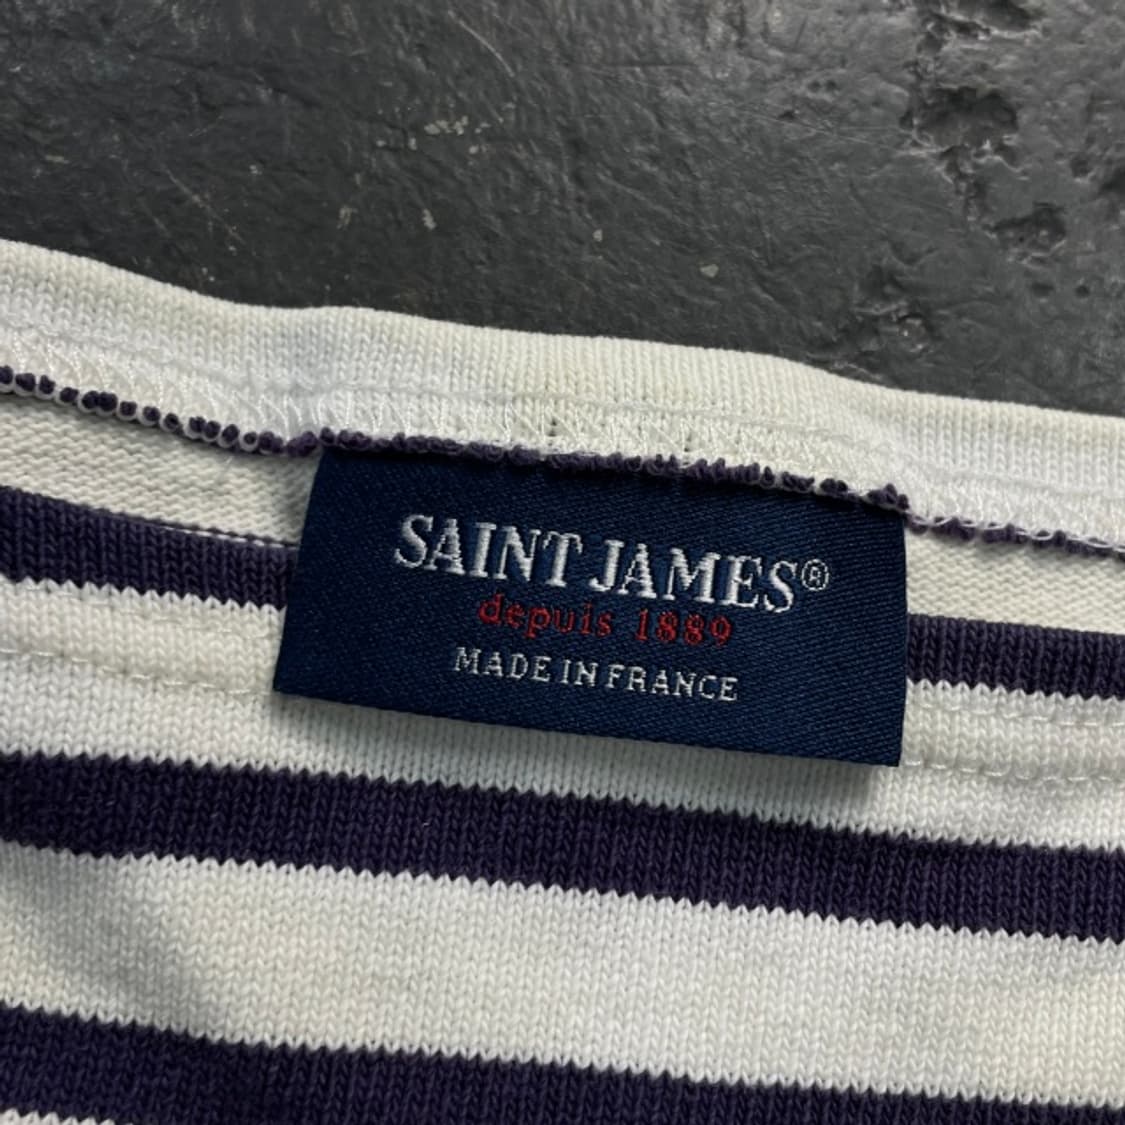 SAINT JAMES®
depuis 1889
MADE IN FRANCE